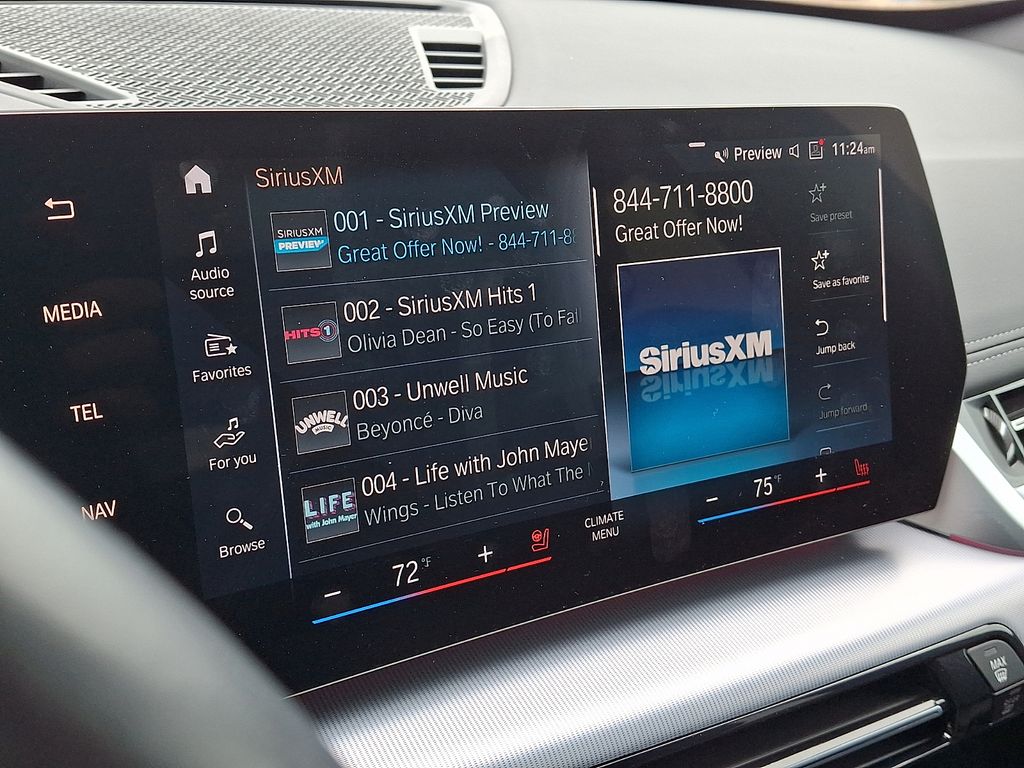 Preview 11:24am
SiriusXM
MEDIA
TEL
NAV
Audio
source
Favorites
For you
Browse
SIRIUSXM
PREVIEW
001 - SiriusXM Preview
Great Offer Now! - 844-711-8
HITS 1
002 - SiriusXM Hits 1
Olivia Dean - So Easy (To Fal
UNWELL
MUSIC
003 - Unwell Music
Beyoncé - Diva
LIFE
with John Mayer
004 - Life with John Maye
Wings - Listen To What The
844-711-8800
Great Offer Now!
SiriusXM
Save preset
Save as favorite
Jump back
Jump forward
− 72°F +
CLIMATE
MENU
− 75°F +
MAX